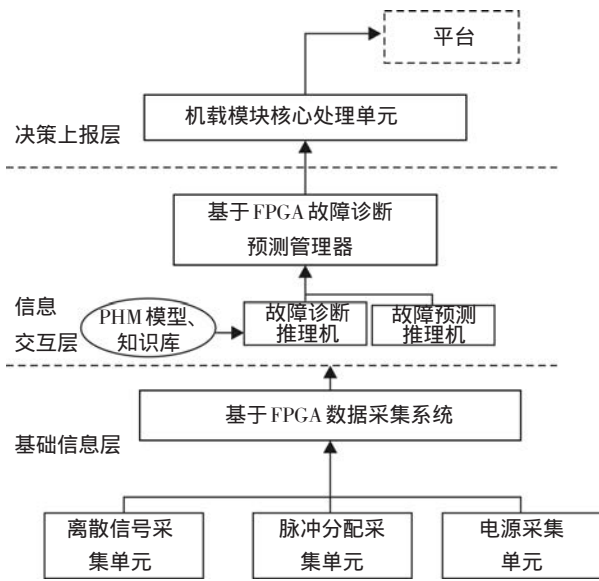 平台
机载模块核心处理单元
决策上报层
基于FPGA故障诊断
预测管理器
信息
交互层
PHM模型、
知识库
故障诊断
推理机
故障预测
推理机
基于FPGA数据采集系统
基础信息层
离散信号采
集单元
脉冲分配采
集单元
电源采集
单元